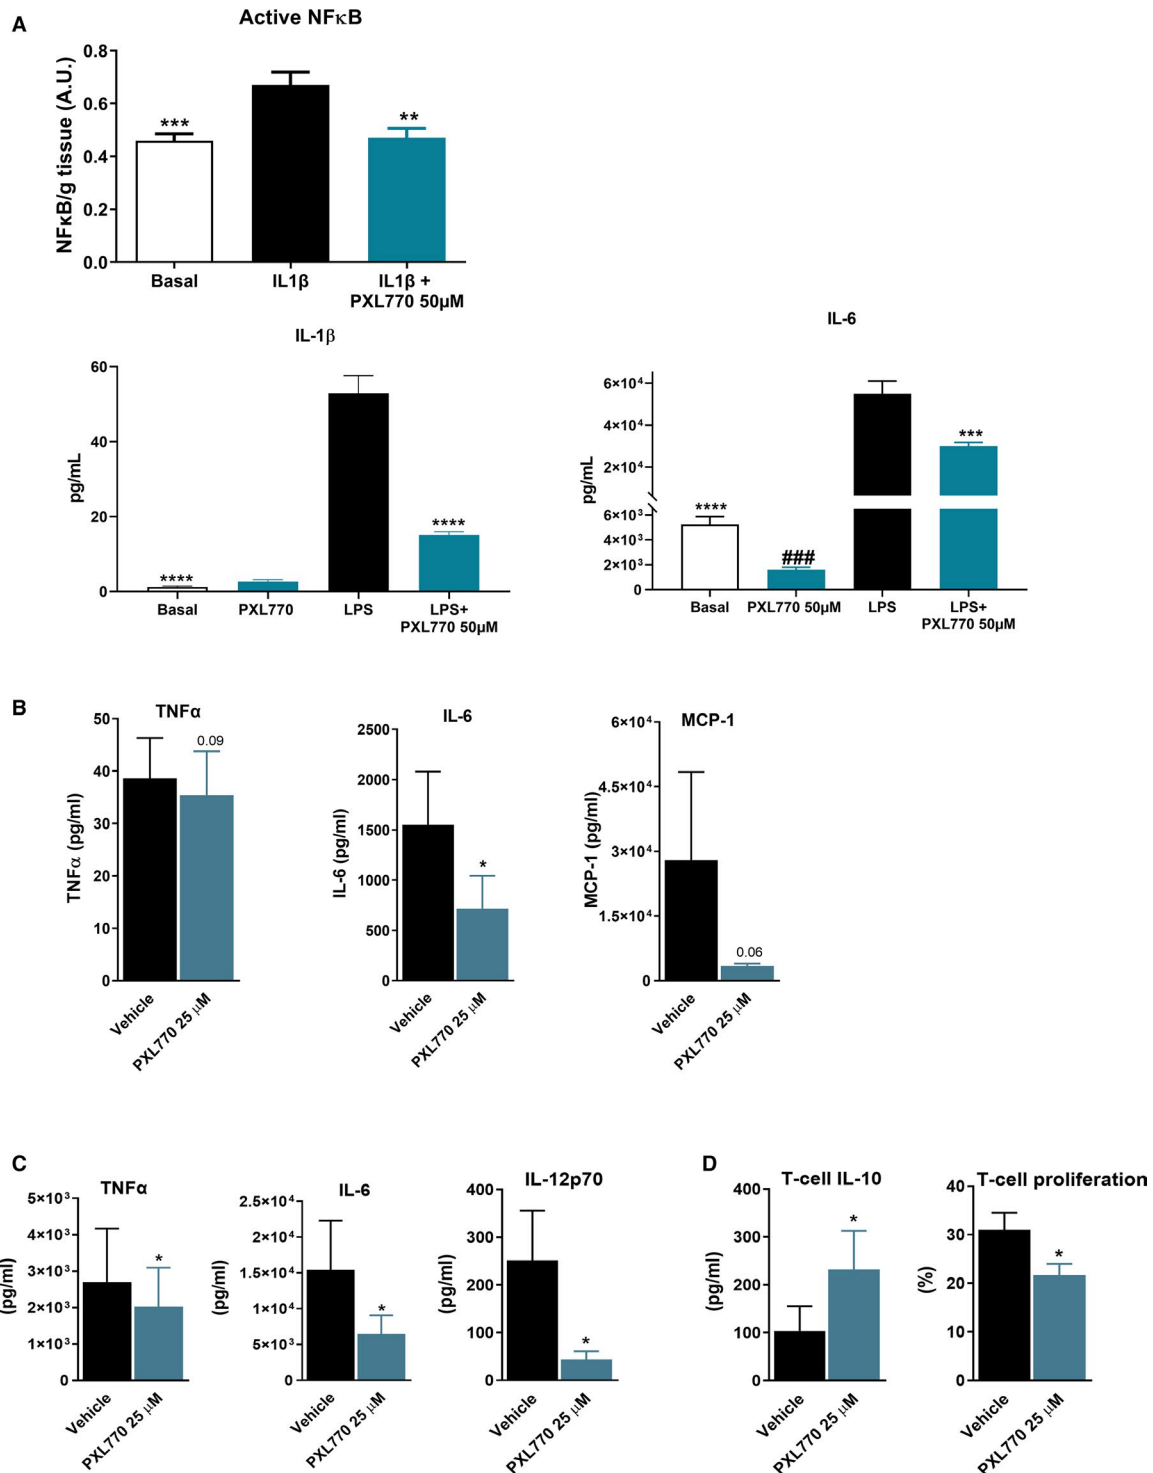 A
Active NFκB
NFκB/g tissue (A.U.)
0.8
0.6
0.4
0.2
0.0
***
**
Basal
IL1β
IL1β +
PXL770 50μM
IL-1β
pg/mL
60
40
20
0
****
****
Basal
PXL770
LPS
LPS+
PXL770 50μM
IL-6
pg/mL
6×10⁴
4×10⁴
2×10⁴
6×10³
4×10³
2×10³
0
****
###
***
Basal
PXL770 50μM
LPS
LPS+
PXL770 50μM
B
TNFα
TNFα (pg/ml)
50
40
30
20
10
0
0.09
Vehicle
PXL770 25 μM
IL-6
IL-6 (pg/ml)
2500
2000
1500
1000
500
0
*
Vehicle
PXL770 25 μM
MCP-1
MCP-1 (pg/ml)
6×10⁴
4.5×10⁴
3×10⁴
1.5×10⁴
0
0.06
Vehicle
PXL770 25 μM
C
TNFα
(pg/ml)
5×10³
4×10³
3×10³
2×10³
1×10³
0
*
Vehicle
PXL770 25 μM
IL-6
(pg/ml)
2.5×10⁴
2×10⁴
1.5×10⁴
1×10⁴
5×10³
0
*
Vehicle
PXL770 25 μM
IL-12p70
(pg/ml)
400
300
200
100
0
*
Vehicle
PXL770 25 μM
D
T-cell IL-10
(pg/ml)
400
300
200
100
0
*
Vehicle
PXL770 25 μM
T-cell proliferation
(%)
40
30
20
10
0
*
Vehicle
PXL770 25 μM